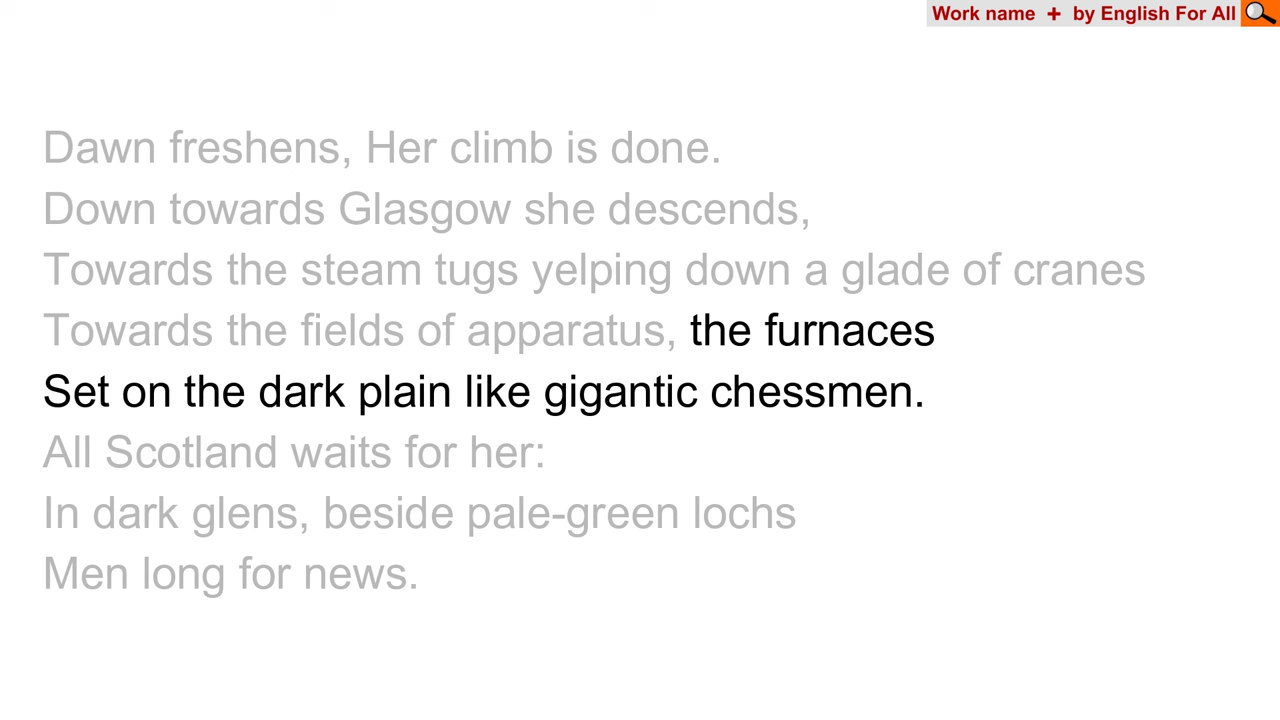 Work name + by English For All
Dawn freshens, Her climb is done.
Down towards Glasgow she descends,
Towards the steam tugs yelping down a glade of cranes
Towards the fields of apparatus, the furnaces
Set on the dark plain like gigantic chessmen.
All Scotland waits for her:
In dark glens, beside pale-green lochs
Men long for news.